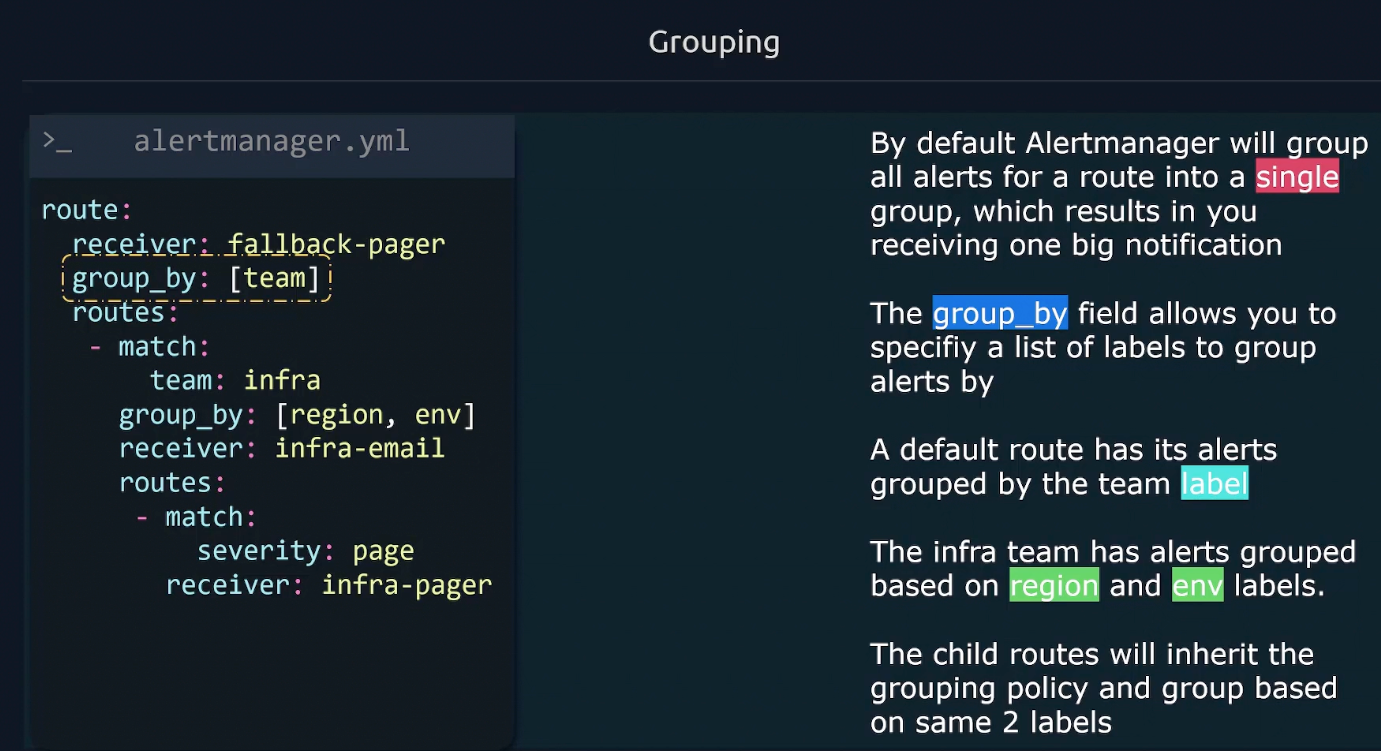 Grouping
>_ alertmanager.yml
route:
  receiver: fallback-pager
  group_by: [team]
  routes:
   - match:
       team: infra
     group_by: [region, env]
     receiver: infra-email
     routes:
      - match:
          severity: page
        receiver: infra-pager
By default Alertmanager will group
all alerts for a route into a single
group, which results in you
receiving one big notification
The group_by field allows you to
specifiy a list of labels to group
alerts by
A default route has its alerts
grouped by the team label
The infra team has alerts grouped
based on region and env labels.
The child routes will inherit the
grouping policy and group based
on same 2 labels